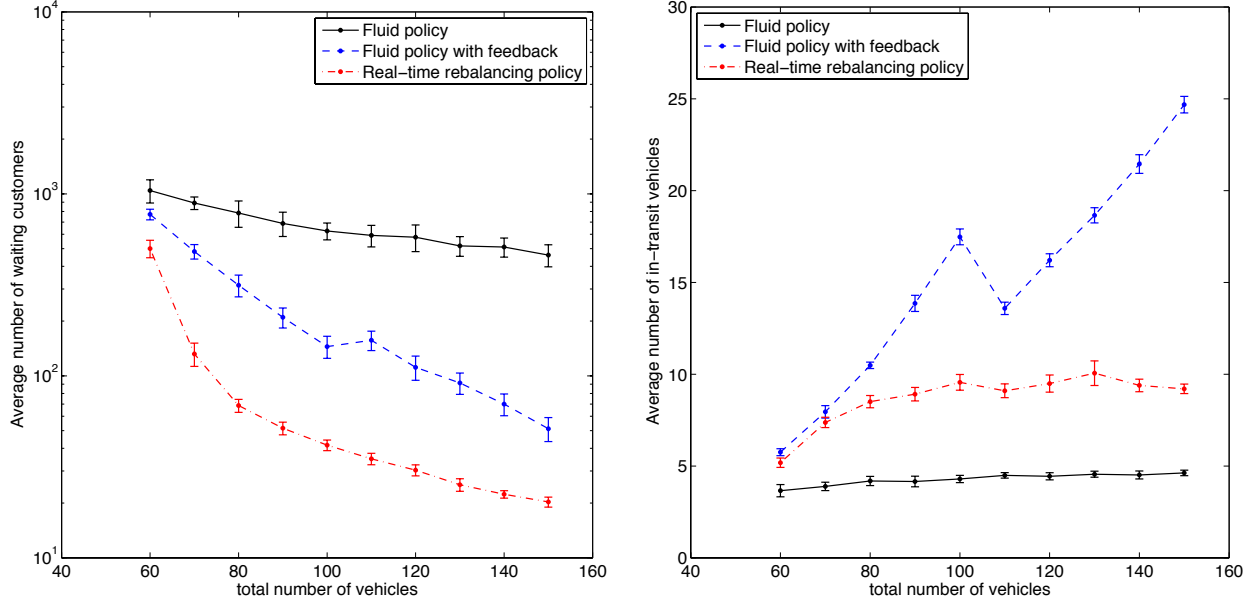 10^4
10^3
10^2
10^1
Average number of waiting customers
Fluid policy
Fluid policy with feedback
Real−time rebalancing policy
40 60 80 100 120 140 160
total number of vehicles
30
25
20
15
10
5
0
Average number of in−transit vehicles
Fluid policy
Fluid policy with feedback
Real−time rebalancing policy
40 60 80 100 120 140 160
total number of vehicles